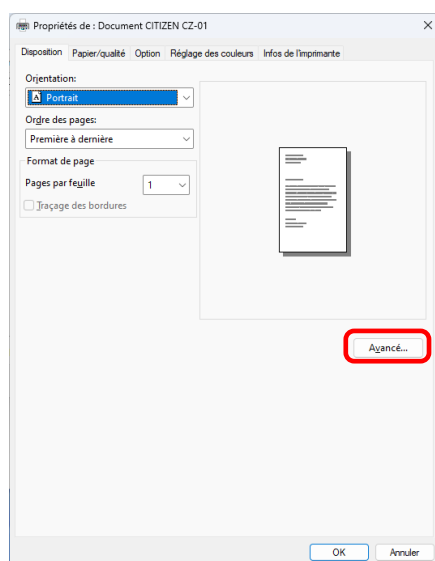 Propriétés de : Document CITIZEN CZ-01
Disposition Papier/qualité Option Réglage des couleurs Infos de l'imprimante
Orientation:
A Portrait
Ordre des pages:
Première à dernière
Format de page
Pages par feuille 1
Traçage des bordures
Avancé...
OK Annuler